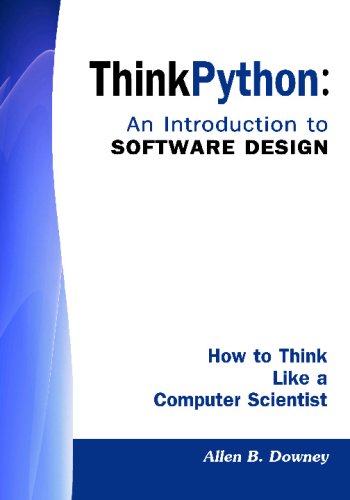 ThinkPython:
An Introduction to
SOFTWARE DESIGN
How to Think
Like a
Computer Scientist
Allen B. Downey